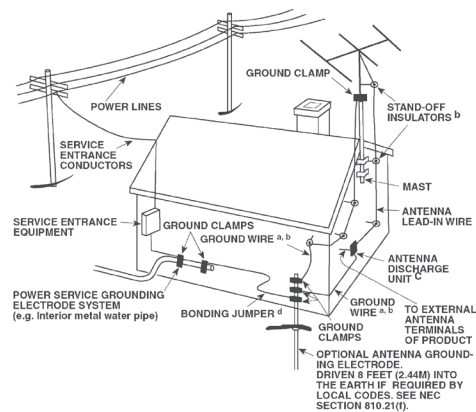 GROUND CLAMP
POWER LINES
STAND-OFF
INSULATORS b
SERVICE
ENTRANCE
CONDUCTORS
MAST
ANTENNA
LEAD-IN WIRE
SERVICE ENTRANCE
EQUIPMENT
GROUND CLAMPS
GROUND WIRE a, b
ANTENNA
DISCHARGE
UNIT C
POWER SERVICE GROUNDING
ELECTRODE SYSTEM
(e.g. Interior metal water pipe)
BONDING JUMPER d
GROUND
WIRE a, b
TO EXTERNAL
ANTENNA
TERMINALS
OF PRODUCT
GROUND
CLAMPS
OPTIONAL ANTENNA GROUND-
ING ELECTRODE.
DRIVEN 8 FEET (2.44M) INTO
THE EARTH IF REQUIRED BY
LOCAL CODES. SEE NEC
SECTION 810.21(f).